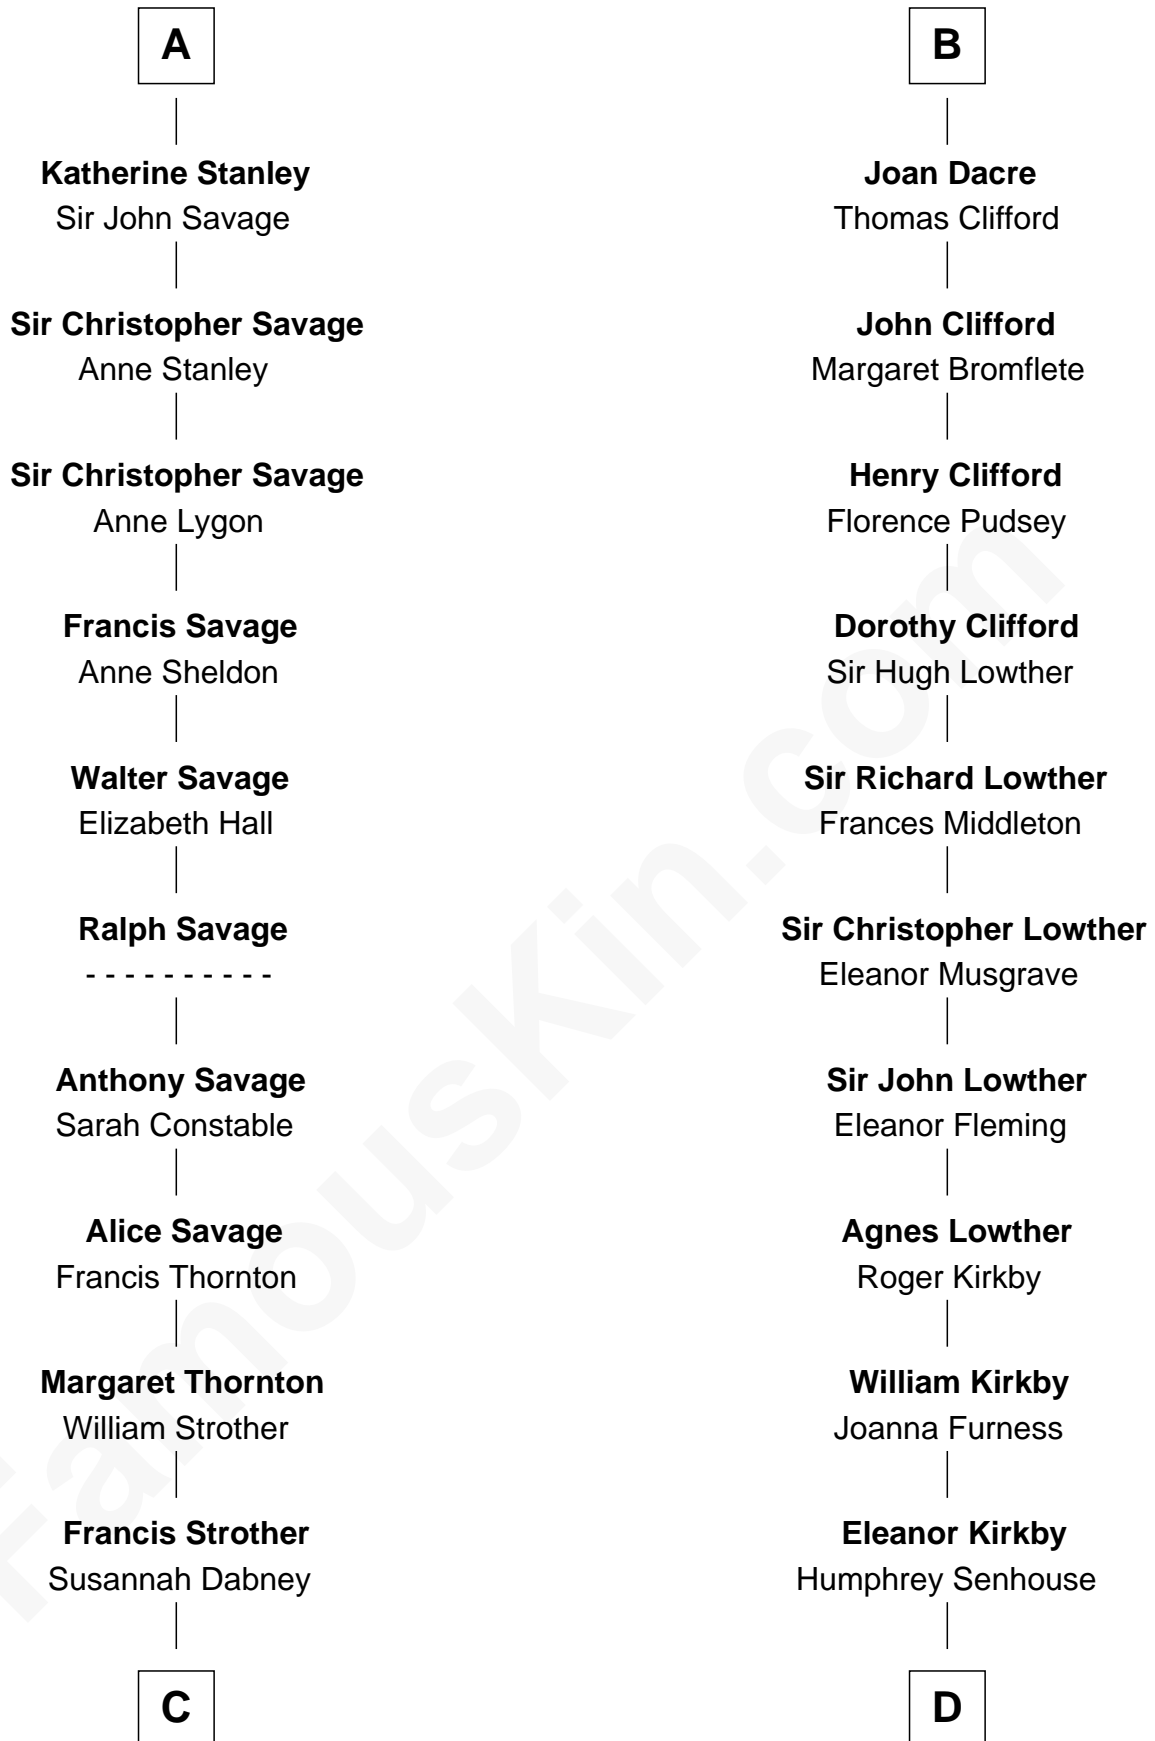 A
Katherine Stanley
Sir John Savage
Sir Christopher Savage
Anne Stanley
Sir Christopher Savage
Anne Lygon
Francis Savage
Anne Sheldon
Walter Savage
Elizabeth Hall
Ralph Savage
- - - - - - - - - -
Anthony Savage
Sarah Constable
Alice Savage
Francis Thornton
Margaret Thornton
William Strother
Francis Strother
Susannah Dabney
C
B
Joan Dacre
Thomas Clifford
John Clifford
Margaret Bromflete
Henry Clifford
Florence Pudsey
Dorothy Clifford
Sir Hugh Lowther
Sir Richard Lowther
Frances Middleton
Sir Christopher Lowther
Eleanor Musgrave
Sir John Lowther
Eleanor Fleming
Agnes Lowther
Roger Kirkby
William Kirkby
Joanna Furness
Eleanor Kirkby
Humphrey Senhouse
D
FamousKin.com